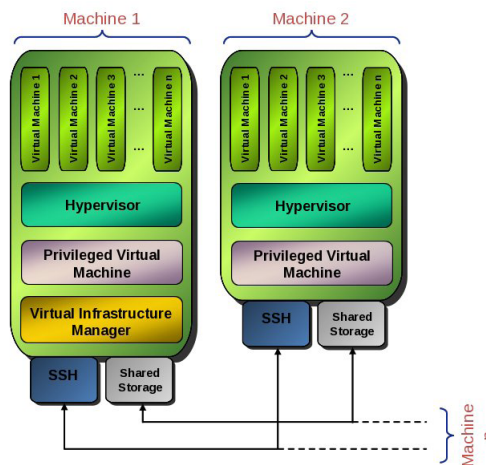 Machine 1
Machine 2
Virtual Machine 1
Virtual Machine 2
Virtual Machine 3
...
...
...
Virtual Machine n
Virtual Machine 1
Virtual Machine 2
Virtual Machine 3
...
...
...
Virtual Machine n
Hypervisor
Hypervisor
Privileged Virtual
Machine
Privileged Virtual
Machine
Virtual Infrastructure
Manager
SSH
Shared
Storage
SSH
Shared
Storage
Machine